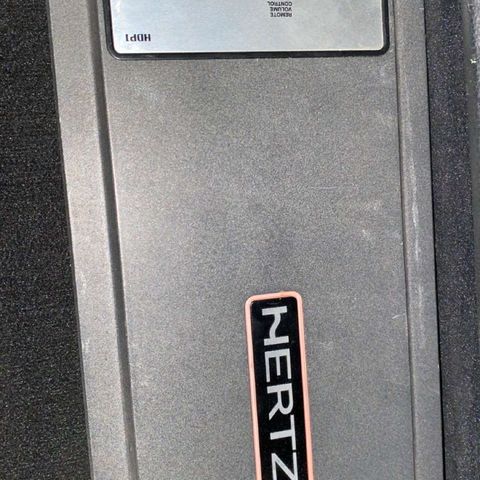 REMOTE
VOLUME
CONTROL
HDP1
HERTZ